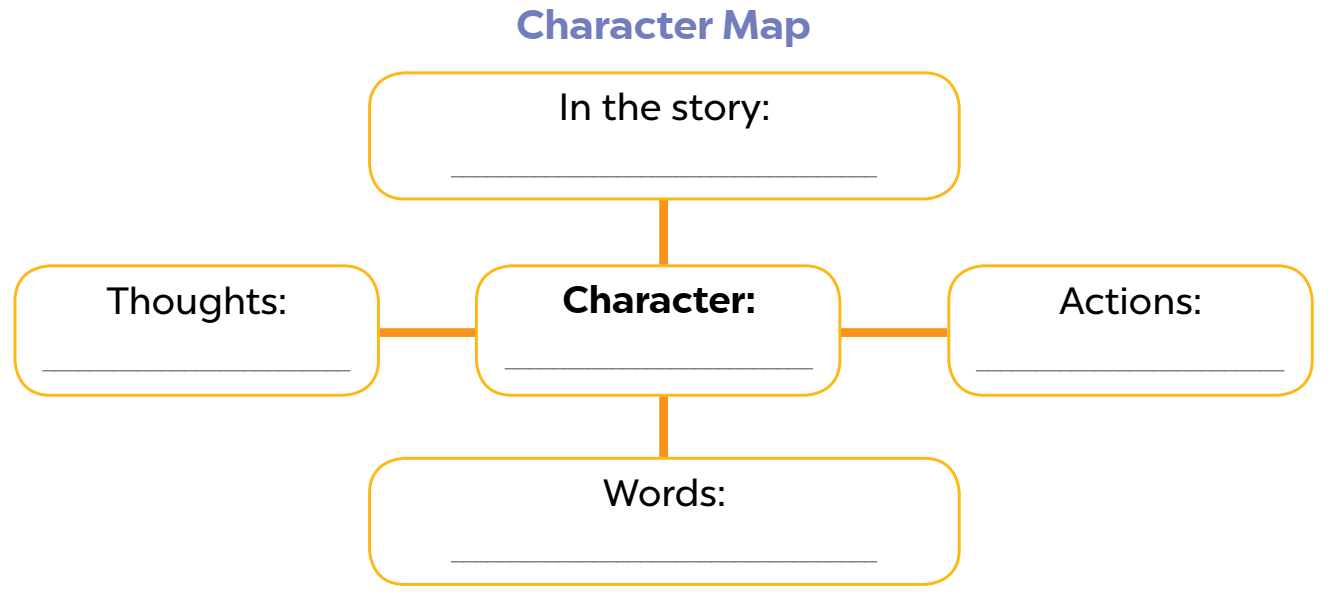 Character Map
In the story:
Thoughts:
Character:
Actions:
Words: